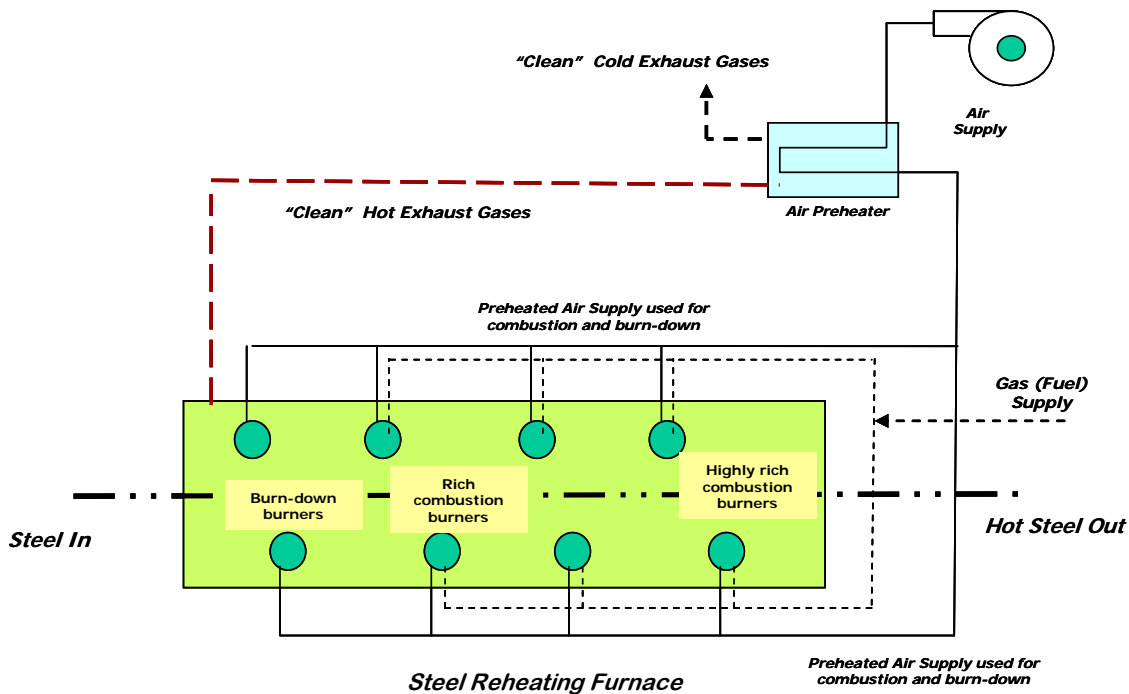 “Clean” Cold Exhaust Gases
Air
Supply
Air Preheater
“Clean” Hot Exhaust Gases
Preheated Air Supply used for
combustion and burn-down
Gas (Fuel)
Supply
Burn-down
burners
Rich
combustion
burners
Highly rich
combustion
burners
Steel In
Hot Steel Out
Preheated Air Supply used for
combustion and burn-down
Steel Reheating Furnace